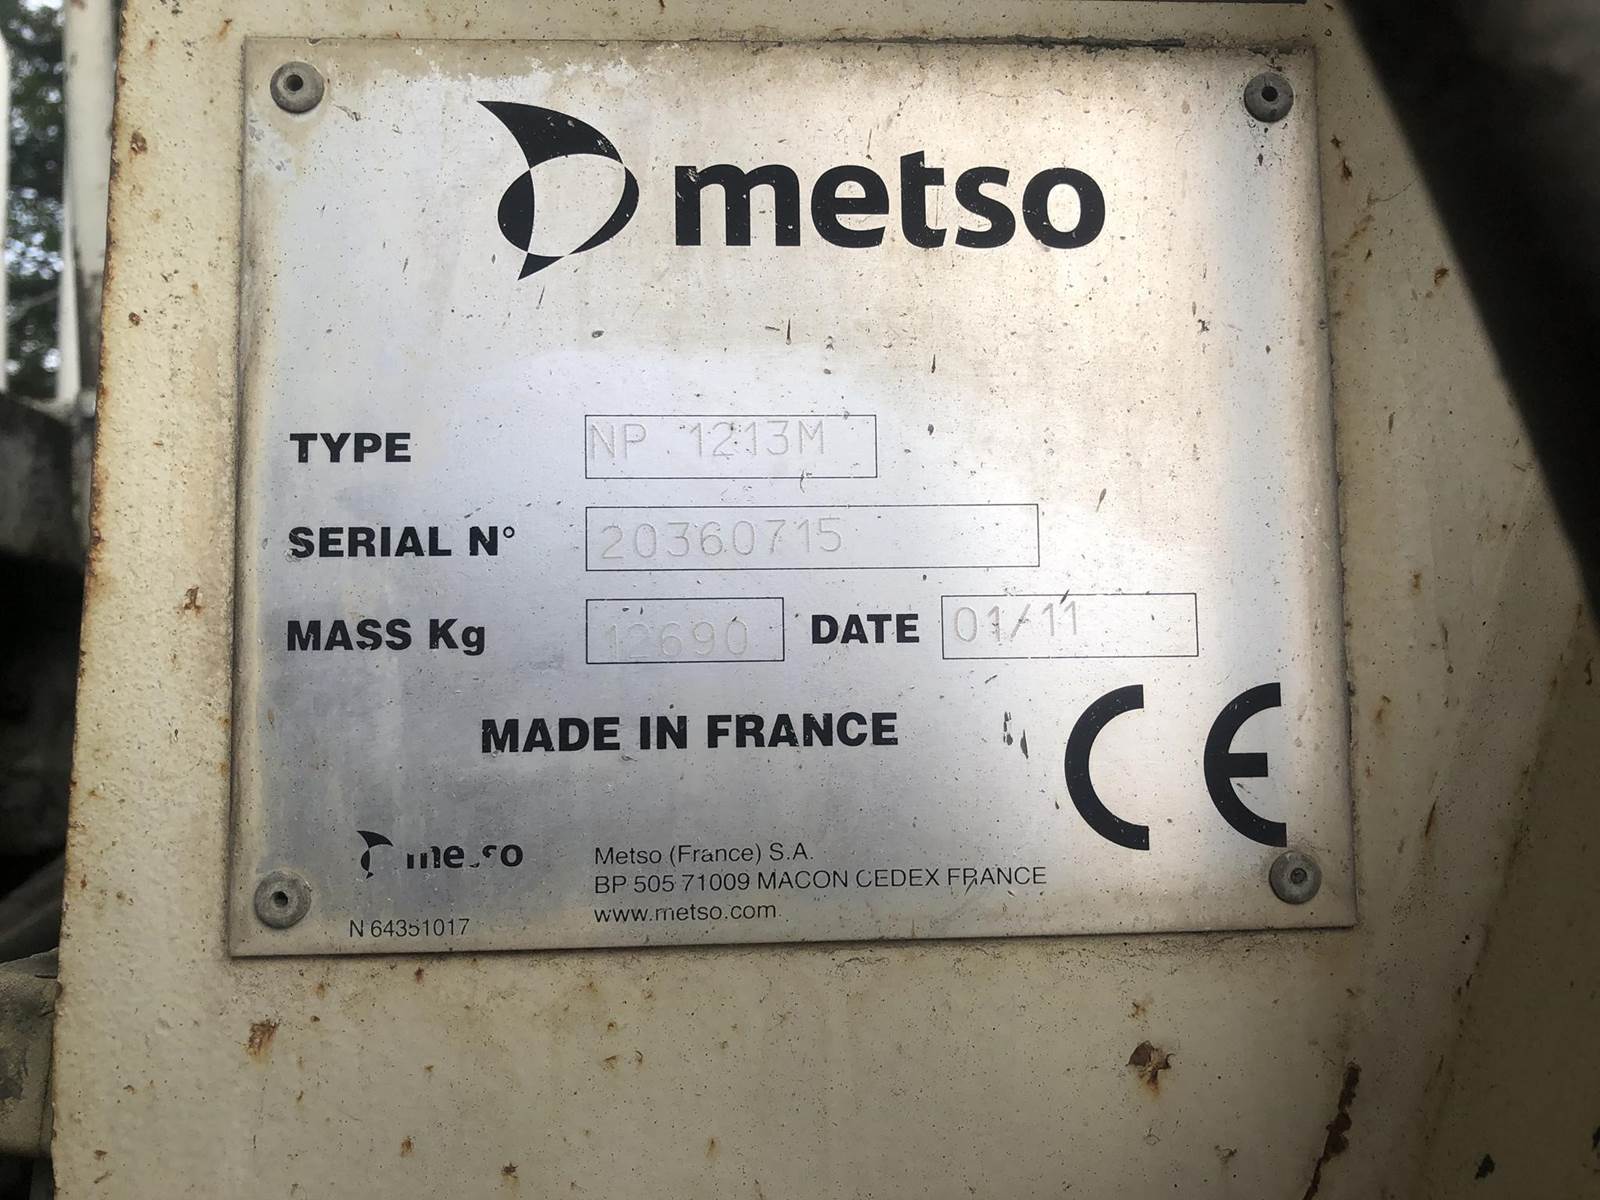 metso
TYPE NP 1213M
SERIAL N° 20360715
MASS Kg 12690 DATE 01/11
MADE IN FRANCE
CE
metso
Metso (France) S.A.
BP 505 71009 MACON CEDEX FRANCE
www.metso.com
N 64351017